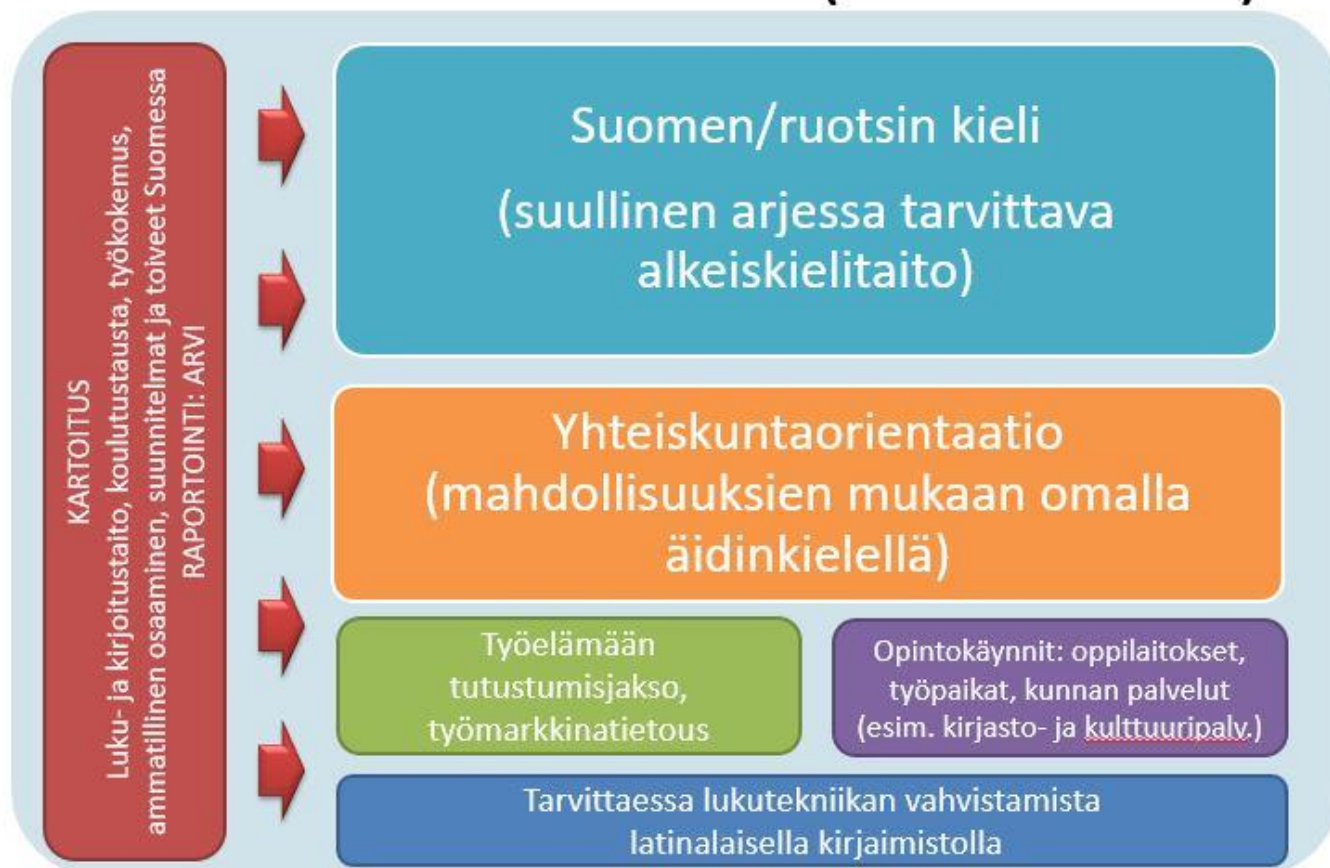 KARTOITUS
Luku- ja kirjoitustaito, koulutustausta, työkokemus,
ammatillinen osaaminen, suunnitelmat ja toiveet Suomessa
RAPORTOINTI: ARVI
Suomen/ruotsin kieli
(suullinen arjessa tarvittava
alkeiskielitaito)
Yhteiskuntaorientaatio
(mahdollisuuksien mukaan omalla
äidinkielellä)
Työelämään
tutustumisjakso,
työmarkkinatietous
Opintokäynnit: oppilaitokset,
työpaikat, kunnan palvelut
(esim. kirjasto- ja kulttuuripalv.)
Tarvittaessa lukutekniikan vahvistamista
latinalaisella kirjaimistolla